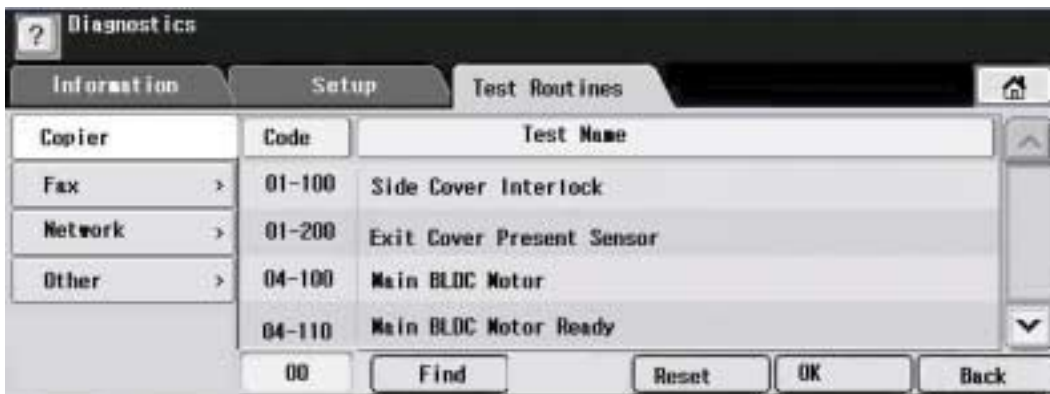 ? Diagnostics
Information Setup Test Routines
Copier Code Test Name
Fax > 01-100 Side Cover Interlock
Network > 01-200 Exit Cover Present Sensor
Other > 04-100 Main BLDC Motor
04-110 Main BLDC Motor Ready
00 Find Reset OK Back